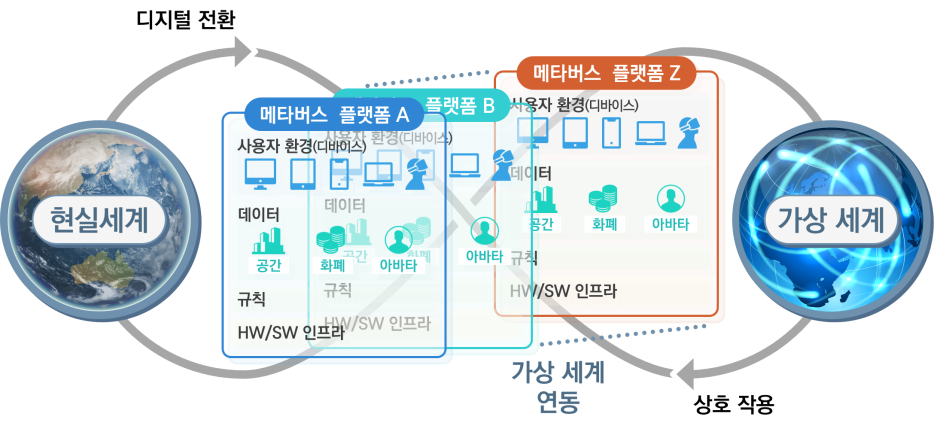 디지털 전환
현실세계
메타버스 플랫폼 A
사용자 환경(디바이스)
데이터
공간
화폐
아바타
규칙
HW/SW 인프라
플랫폼 B
사용자 환경(디바이스)
데이터
공간
화폐
아바타
규칙
HW/SW 인프라
메타버스 플랫폼 Z
사용자 환경(디바이스)
데이터
공간
화폐
아바타
규칙
HW/SW 인프라
가상 세계
가상 세계
연동
상호 작용